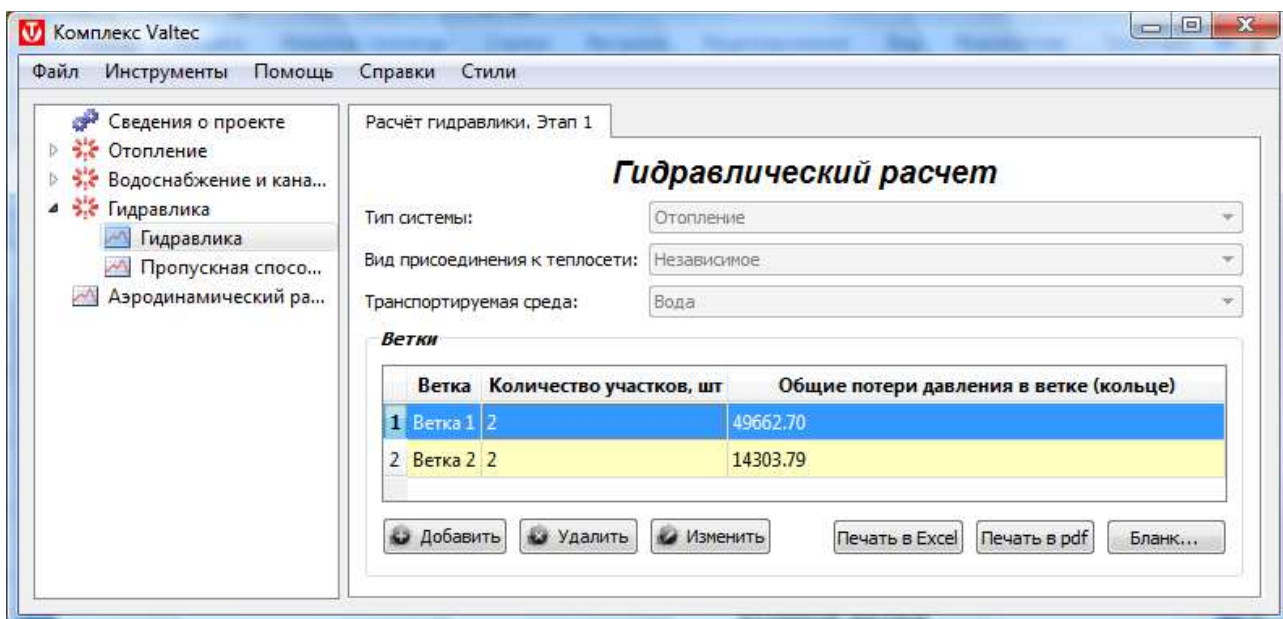 Комплекс Valtec
Файл Инструменты Помощь Справки Стили
Сведения о проекте
Отопление
Водоснабжение и кана...
Гидравлика
Гидравлика
Пропускная спосо...
Аэродинамический ра...
Расчёт гидравлики. Этап 1
Гидравлический расчет
Тип системы: Отопление
Вид присоединения к теплосети: Независимое
Транспортируемая среда: Вода
Ветки
Ветка Количество участков, шт Общие потери давления в ветке (кольце)
1 Ветка 1 2 49662.70
2 Ветка 2 2 14303.79
Добавить Удалить Изменить Печать в Excel Печать в pdf Бланк...